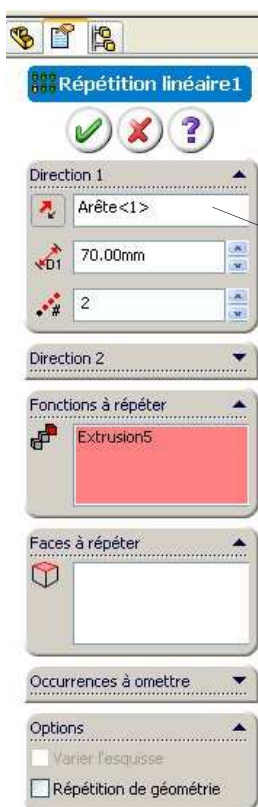 Répétition linéaire1
Direction 1
Arête<1>
D1
70.00mm
#
2
Direction 2
Fonctions à répéter
Extrusion5
Faces à répéter
Occurrences à omettre
Options
Varier l'esquisse
Répétition de géométrie